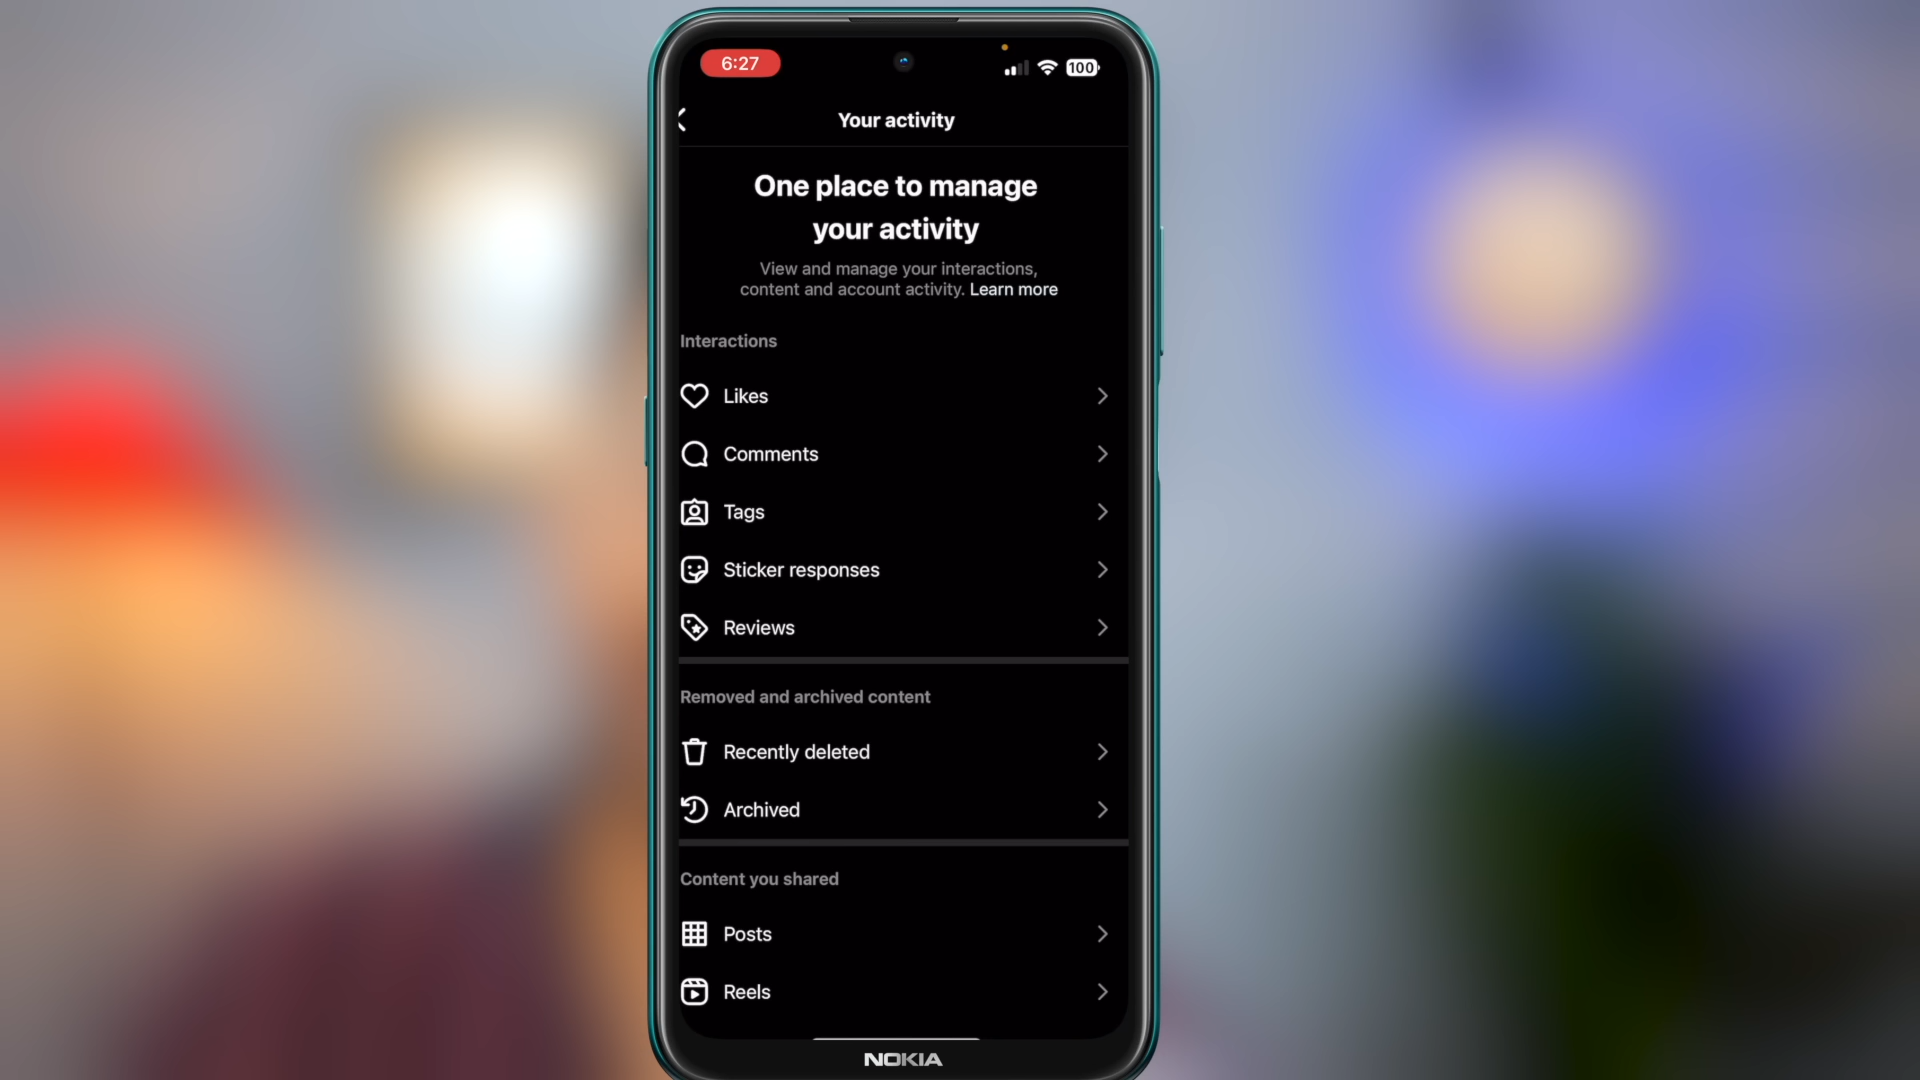 6:27
100
Your activity
One place to manage
your activity
View and manage your interactions,
content and account activity. Learn more
Interactions
Likes
Comments
Tags
Sticker responses
Reviews
Removed and archived content
Recently deleted
Archived
Content you shared
Posts
Reels
NOKIA